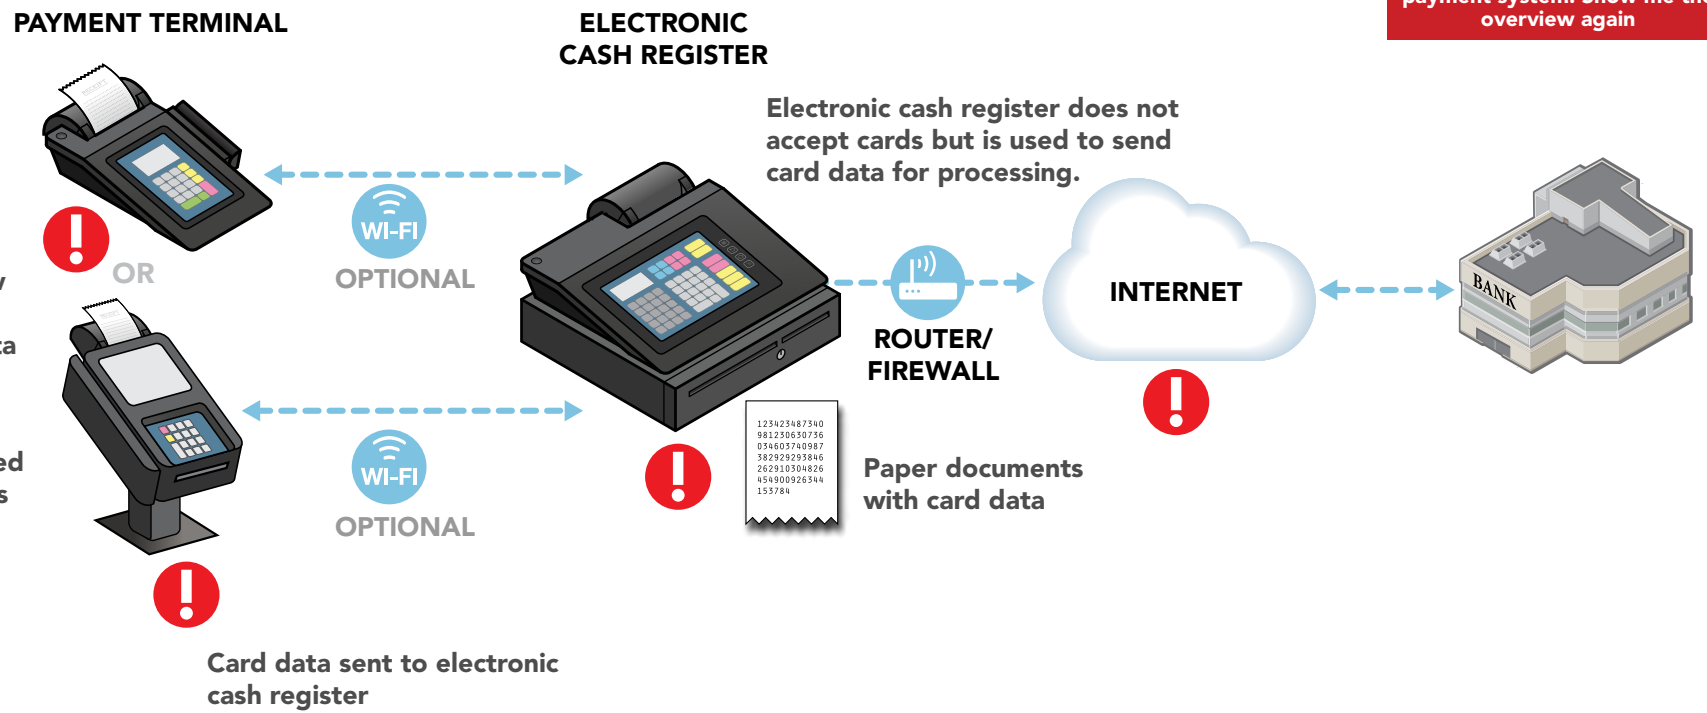 overview again
PAYMENT TERMINAL
ELECTRONIC
CASH REGISTER
Electronic cash register does not
accept cards but is used to send
card data for processing.
WI-FI
OPTIONAL
OR
INTERNET
BANK
ROUTER/
FIREWALL
123423487340
981230630736
034603740987
382929293846
262910304826
454900926344
153784
Paper documents
with card data
WI-FI
OPTIONAL
Card data sent to electronic
cash register